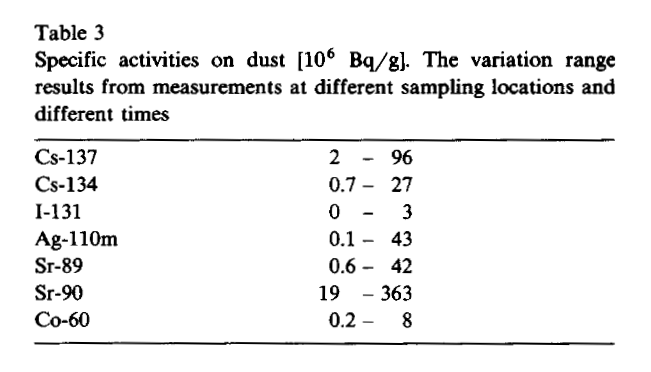 Table 3
Specific activities on dust [10⁶ Bq/g]. The variation range
results from measurements at different sampling locations and
different times
Cs-137 2 – 96
Cs-134 0.7 – 27
I-131 0 – 3
Ag-110m 0.1 – 43
Sr-89 0.6 – 42
Sr-90 19 – 363
Co-60 0.2 – 8